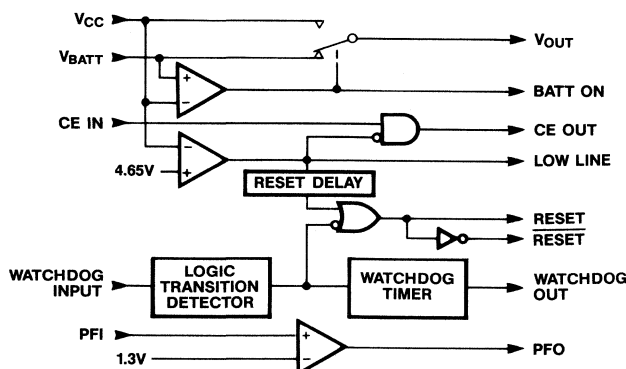 VCC
VOUT
VBATT
+
−
BATT ON
CE IN
CE OUT
−
4.65V
+
LOW LINE
RESET DELAY
RESET
RESET
WATCHDOG
INPUT
LOGIC
TRANSITION
DETECTOR
WATCHDOG
TIMER
WATCHDOG
OUT
PFI
+
1.3V
−
PFO